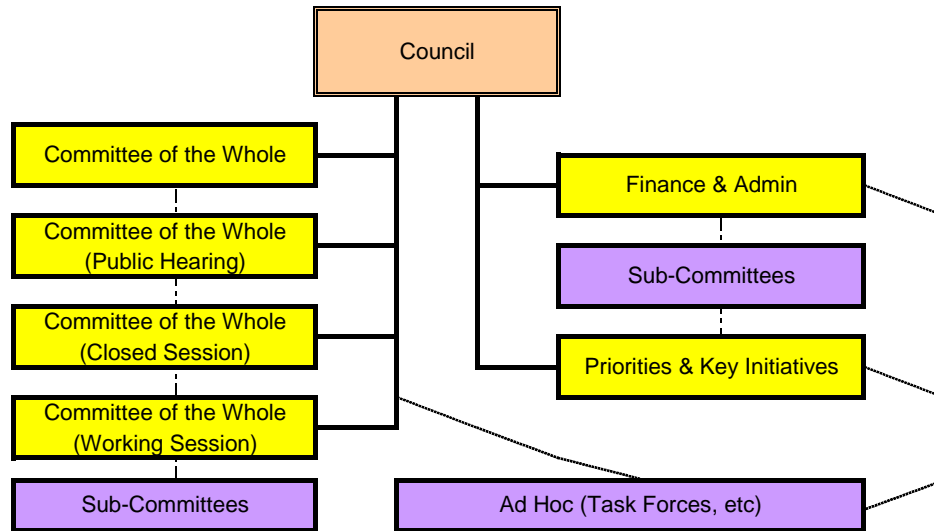 Council
Committee of the Whole
Committee of the Whole
(Public Hearing)
Committee of the Whole
(Closed Session)
Committee of the Whole
(Working Session)
Sub-Committees
Finance & Admin
Sub-Committees
Priorities & Key Initiatives
Ad Hoc (Task Forces, etc)